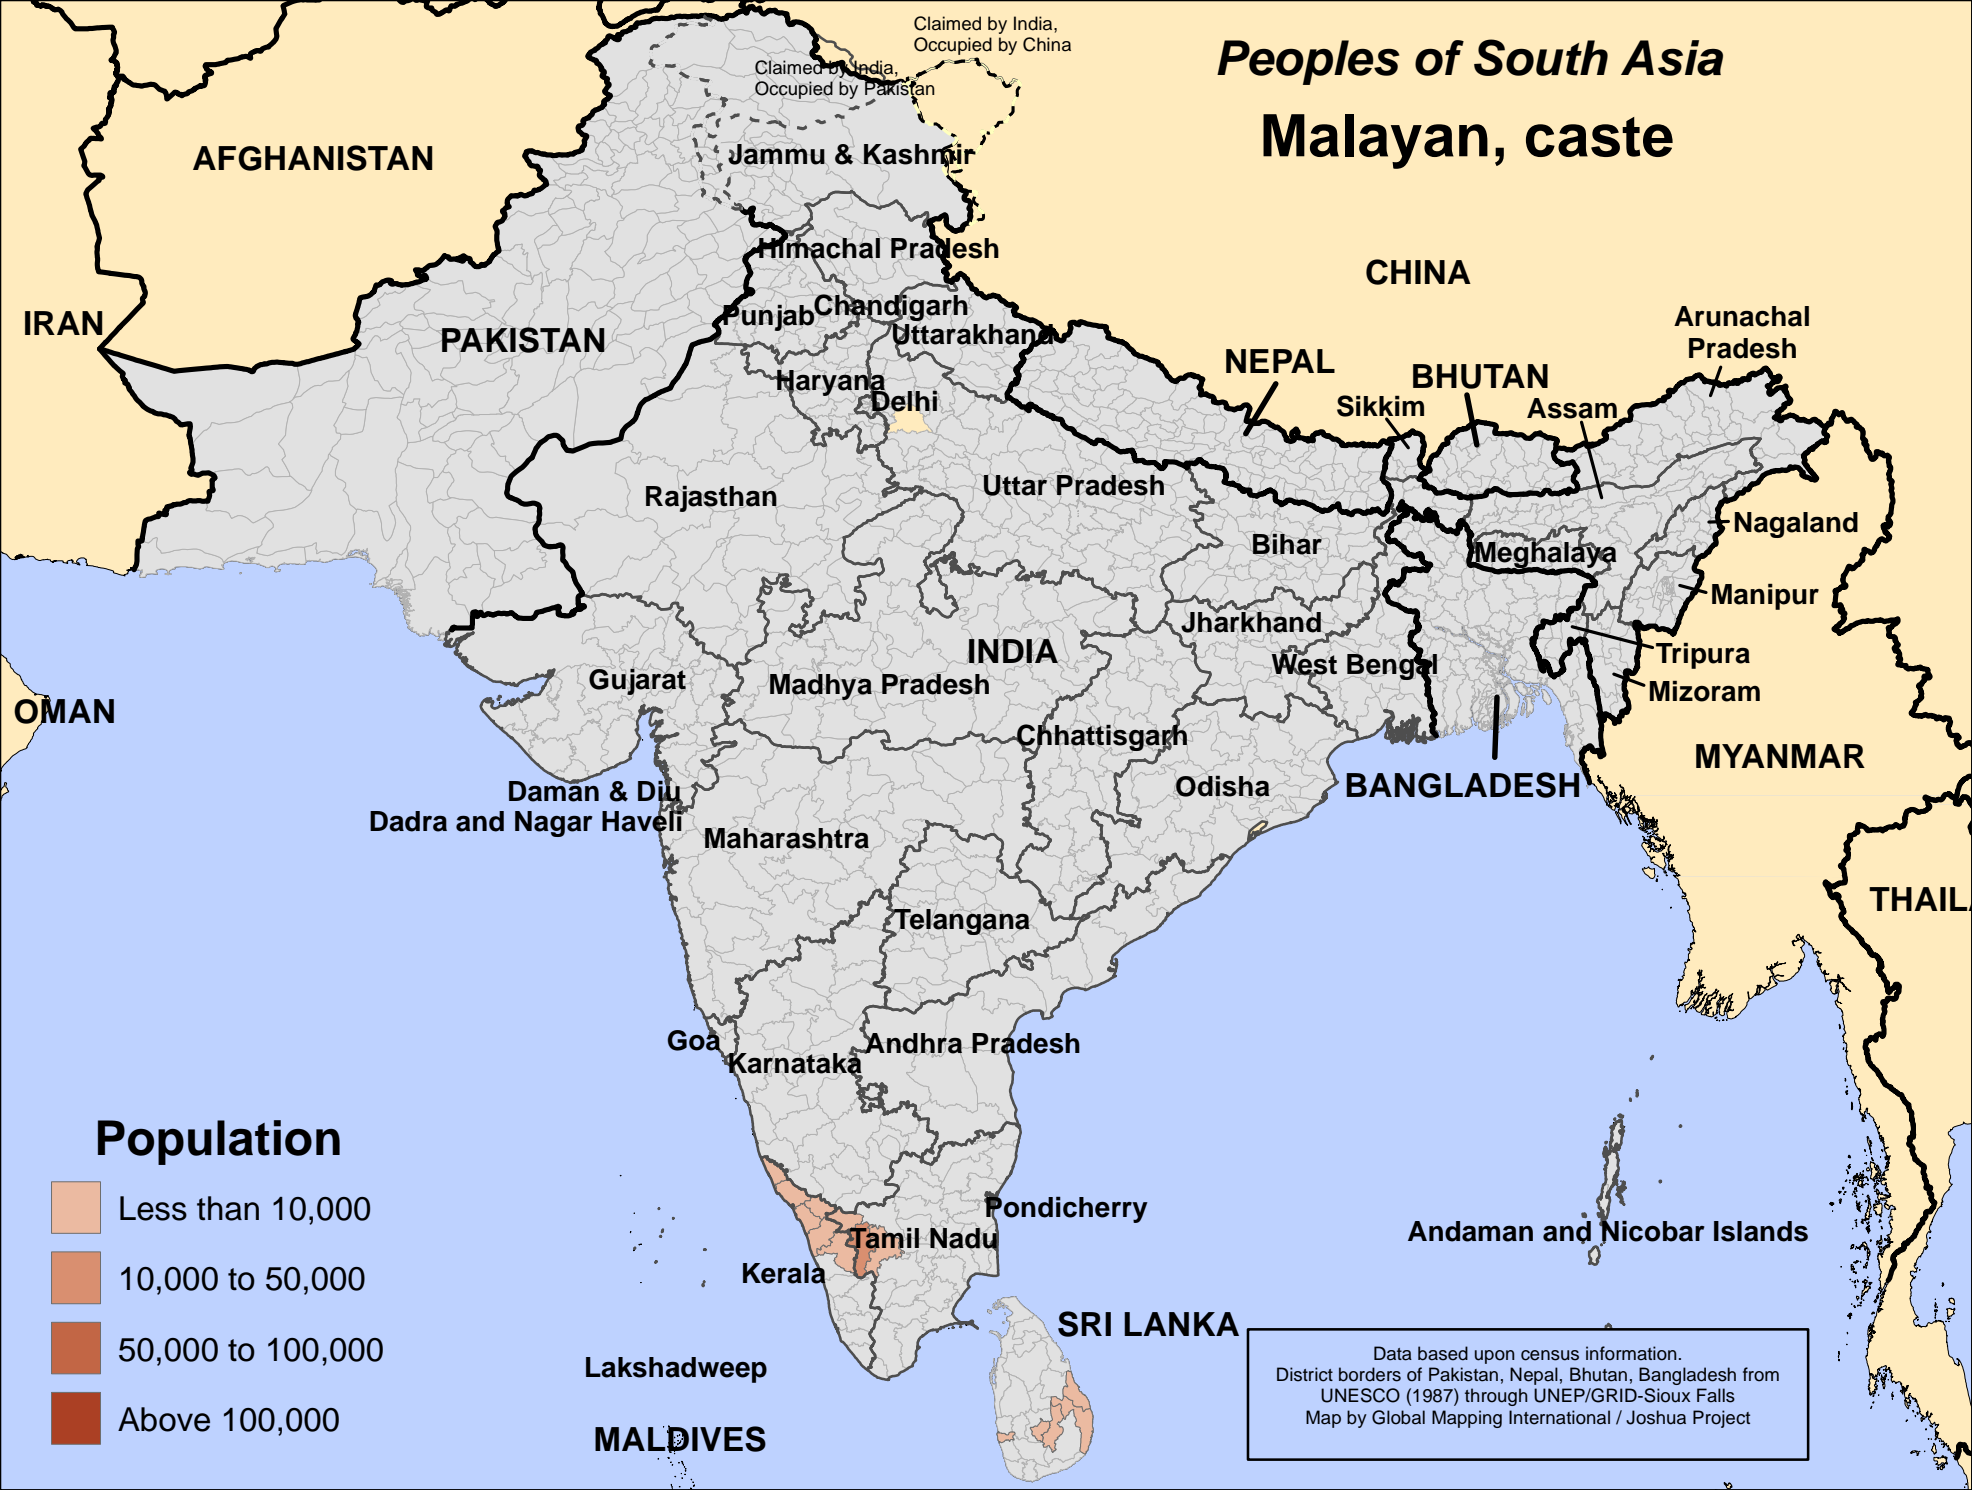 Claimed by India,
Occupied by China
Peoples of South Asia
Claimed by India,
Occupied by Pakistan
Malayan, caste
AFGHANISTAN
Jammu & Kashmir
Himachal Pradesh
CHINA
IRAN
PAKISTAN
Punjab
Chandigarh
Uttarakhand
Arunachal
Pradesh
NEPAL
BHUTAN
Haryana
Delhi
Sikkim
Assam
Rajasthan
Uttar Pradesh
Nagaland
Bihar
Meghalaya
Manipur
Jharkhand
INDIA
Tripura
West Bengal
Gujarat
Madhya Pradesh
Mizoram
OMAN
Chhattisgarh
MYANMAR
Odisha
BANGLADESH
Daman & Diu
Dadra and Nagar Haveli
Maharashtra
THAIL
Telangana
Goa
Karnataka
Andhra Pradesh
Population
Less than 10,000
10,000 to 50,000
50,000 to 100,000
Above 100,000
Pondicherry
Tamil Nadu
Andaman and Nicobar Islands
Kerala
SRI LANKA
Lakshadweep
MALDIVES
Data based upon census information.
District borders of Pakistan, Nepal, Bhutan, Bangladesh from
UNESCO (1987) through UNEP/GRID-Sioux Falls
Map by Global Mapping International / Joshua Project